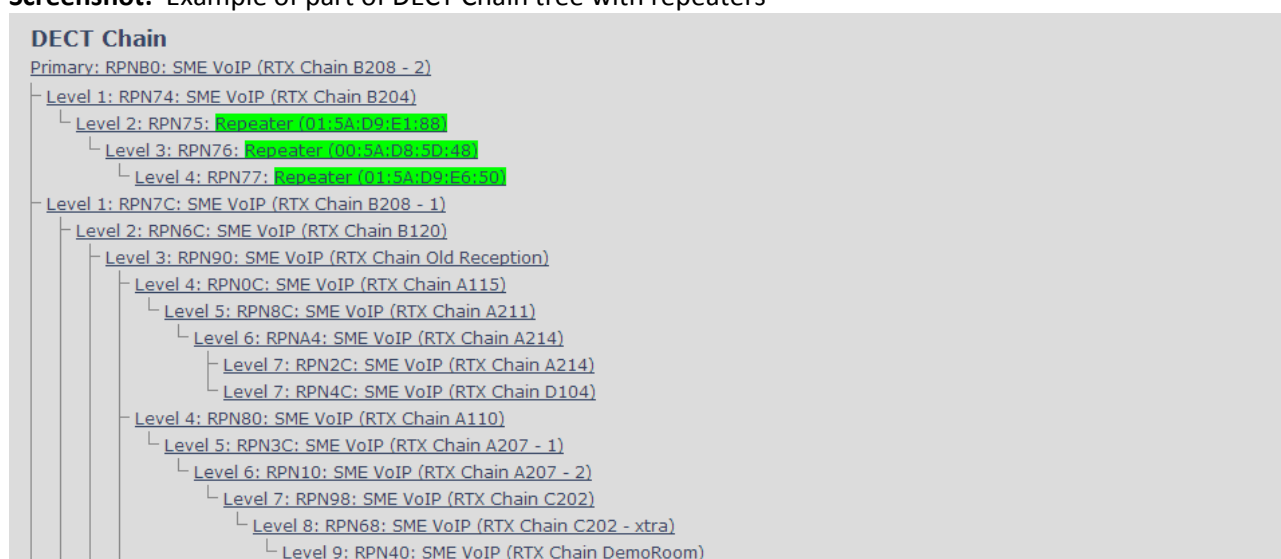 Screenshot: Example of part of DECT Chain tree with repeaters
DECT Chain
Primary: RPNB0: SME VoIP (RTX Chain B208 - 2)
Level 1: RPN74: SME VoIP (RTX Chain B204)
Level 2: RPN75: Repeater (01:5A:D9:E1:88)
Level 3: RPN76: Repeater (00:5A:D8:5D:48)
Level 4: RPN77: Repeater (01:5A:D9:E6:50)
Level 1: RPN7C: SME VoIP (RTX Chain B208 - 1)
Level 2: RPN6C: SME VoIP (RTX Chain B120)
Level 3: RPN90: SME VoIP (RTX Chain Old Reception)
Level 4: RPN0C: SME VoIP (RTX Chain A115)
Level 5: RPN8C: SME VoIP (RTX Chain A211)
Level 6: RPNA4: SME VoIP (RTX Chain A214)
Level 7: RPN2C: SME VoIP (RTX Chain A214)
Level 7: RPN4C: SME VoIP (RTX Chain D104)
Level 4: RPN80: SME VoIP (RTX Chain A110)
Level 5: RPN3C: SME VoIP (RTX Chain A207 - 1)
Level 6: RPN10: SME VoIP (RTX Chain A207 - 2)
Level 7: RPN98: SME VoIP (RTX Chain C202)
Level 8: RPN68: SME VoIP (RTX Chain C202 - xtra)
Level 9: RPN40: SME VoIP (RTX Chain DemoRoom)